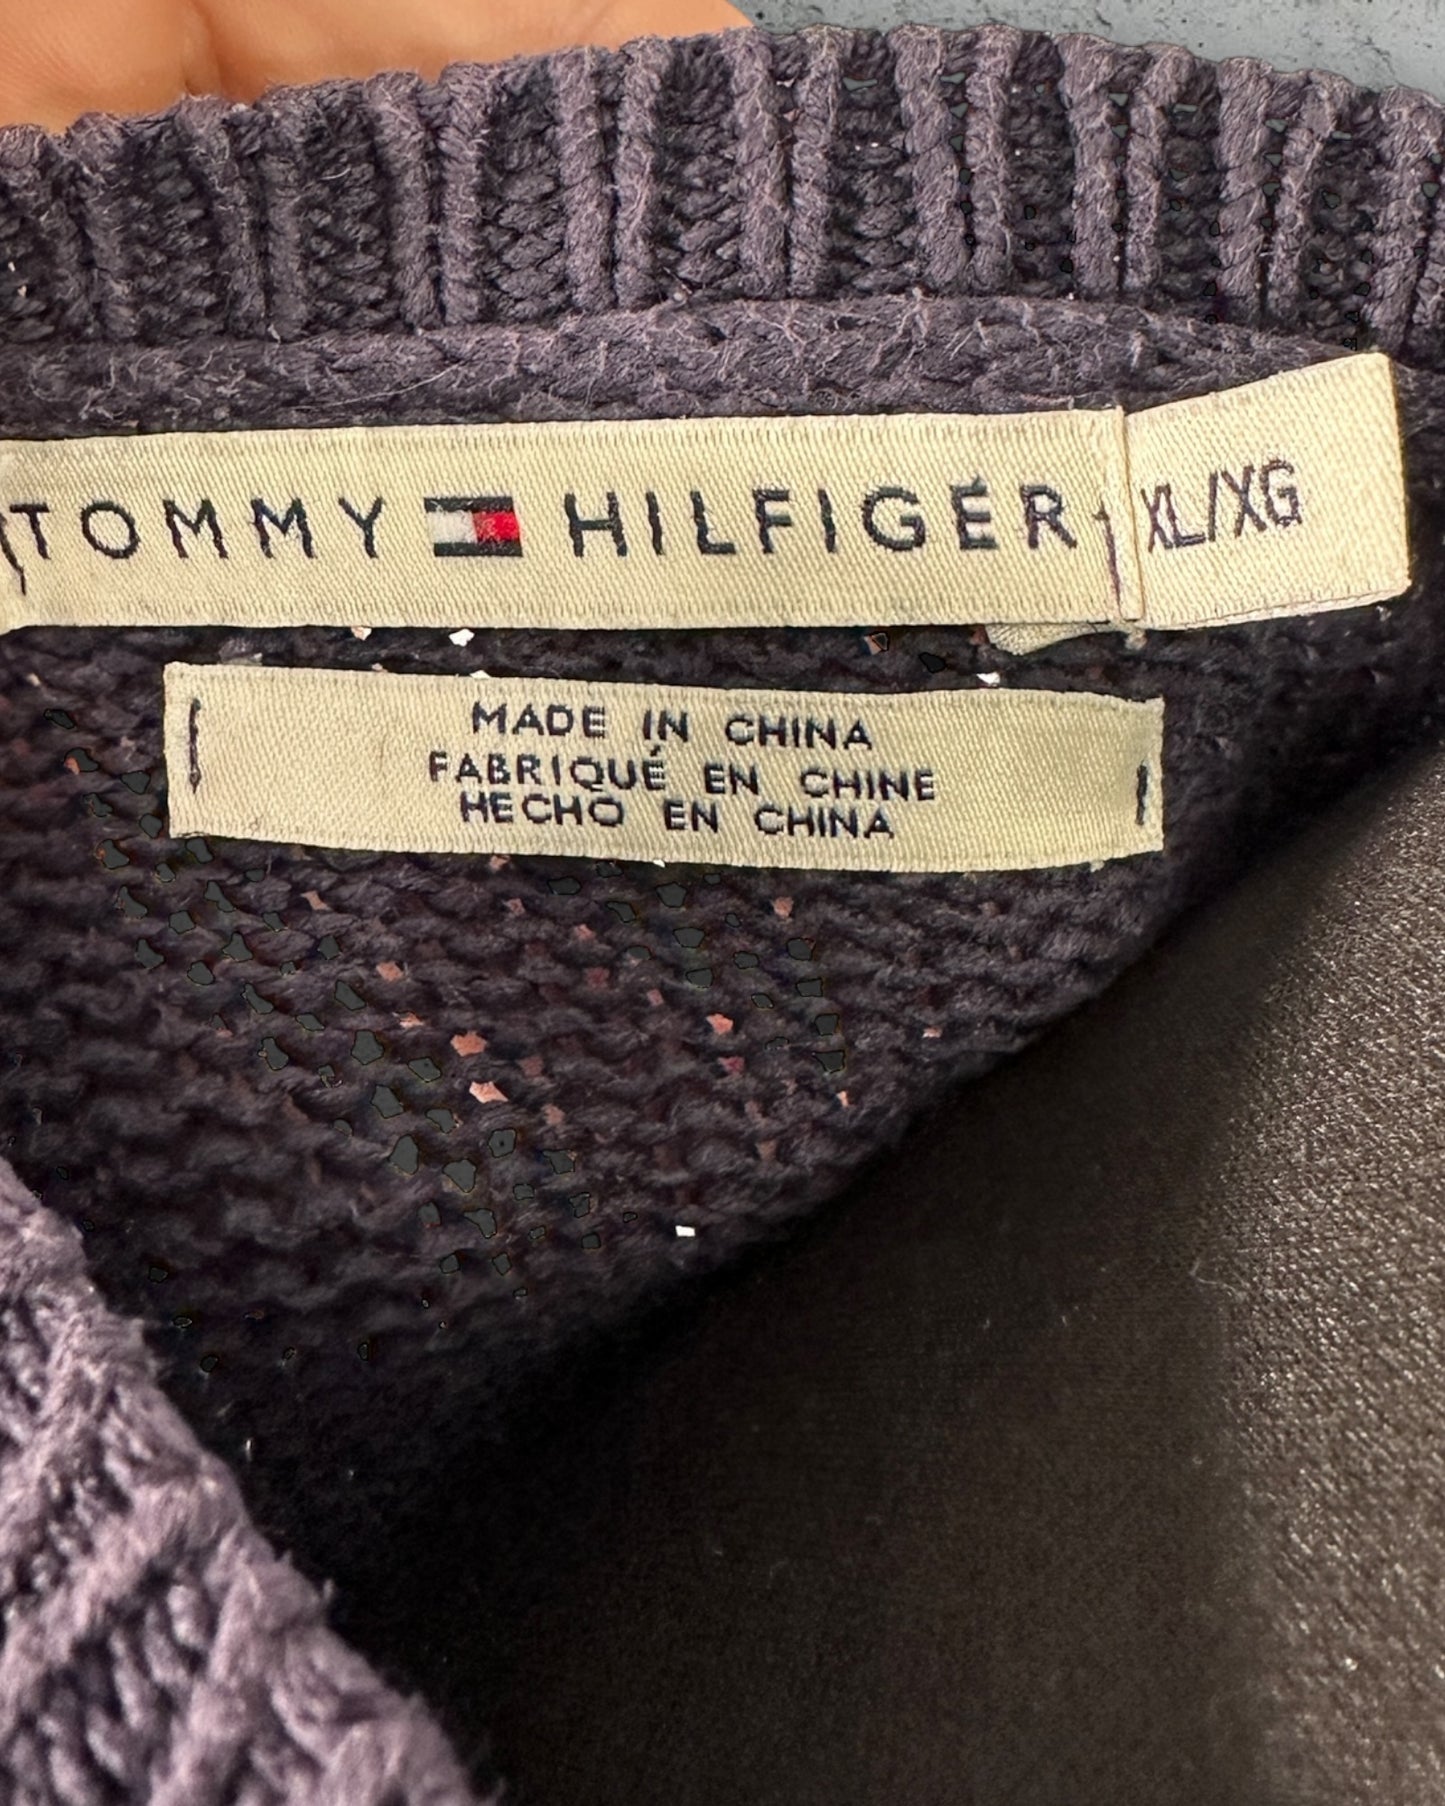 TOMMY HILFIGER XL/XG
MADE IN CHINA
FABRIQUÉ EN CHINE
HECHO EN CHINA